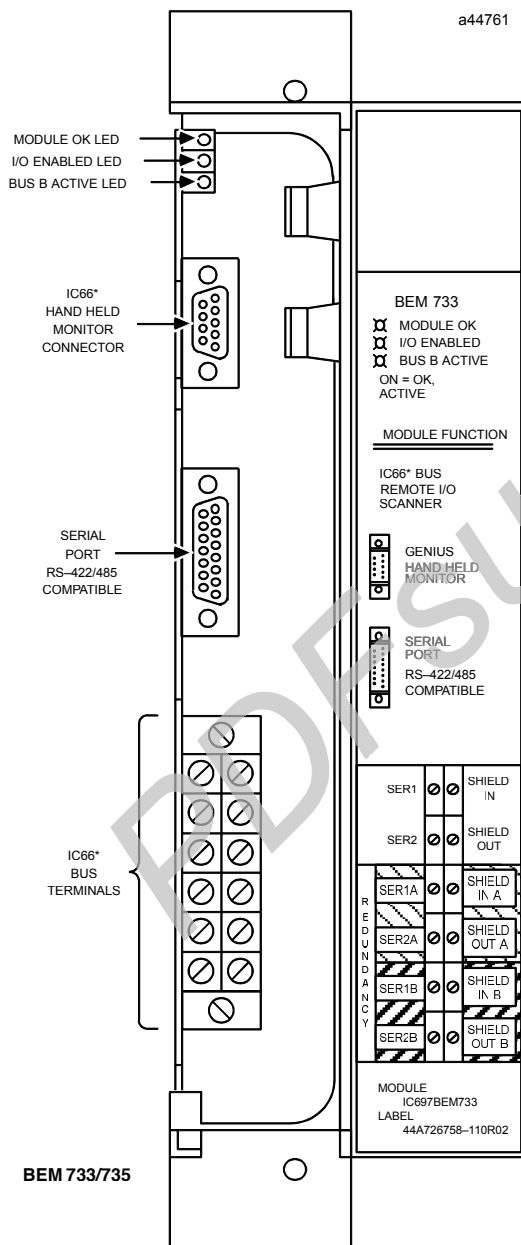 a44761
MODULE OK LED
I/O ENABLED LED
BUS B ACTIVE LED
IC66*
HAND HELD
MONITOR
CONNECTOR
SERIAL
PORT
RS–422/485
COMPATIBLE
IC66*
BUS
TERMINALS
BEM 733/735
BEM 733
MODULE OK
I/O ENABLED
BUS B ACTIVE
ON = OK,
ACTIVE
MODULE FUNCTION
IC66* BUS
REMOTE I/O
SCANNER
GENIUS
HAND HELD
MONITOR
SERIAL
PORT
RS–422/485
COMPATIBLE
SER1
SHIELD
IN
SER2
SHIELD
OUT
REDUNDANCY
SER1A
SHIELD
IN A
SER2A
SHIELD
OUT A
SER1B
SHIELD
IN B
SER2B
SHIELD
OUT B
MODULE
IC697BEM733
LABEL
44A726758–110R02
PDFsu